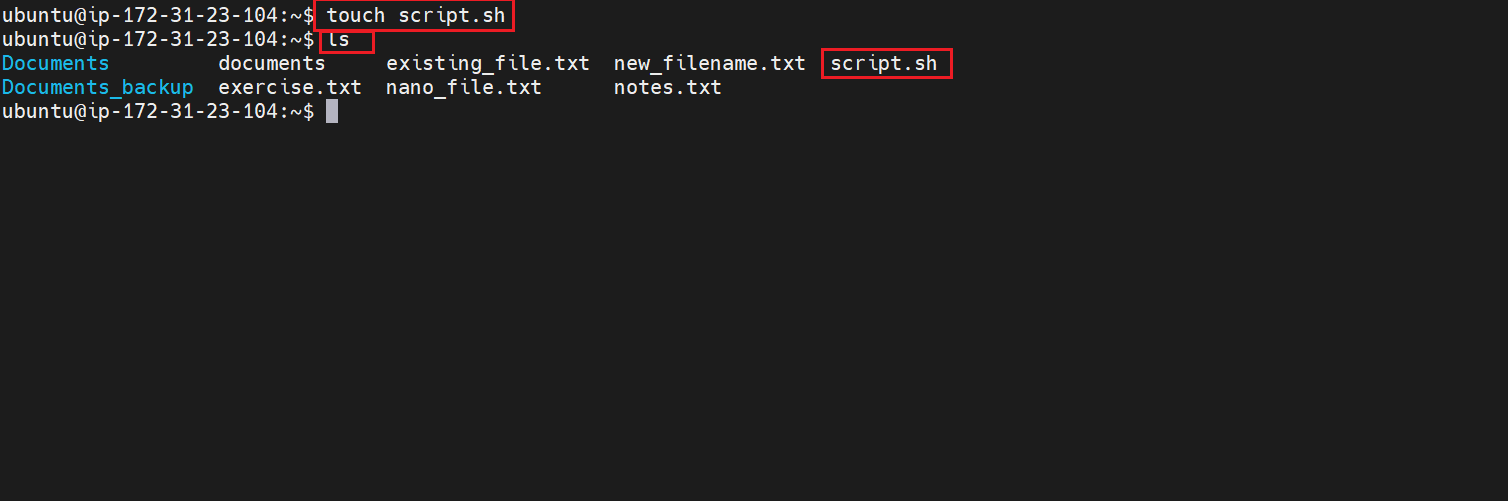 ubuntu@ip-172-31-23-104:~$ touch script.sh
ubuntu@ip-172-31-23-104:~$ ls
Documents         documents     existing_file.txt  new_filename.txt  script.sh
Documents_backup  exercise.txt  nano_file.txt      notes.txt
ubuntu@ip-172-31-23-104:~$